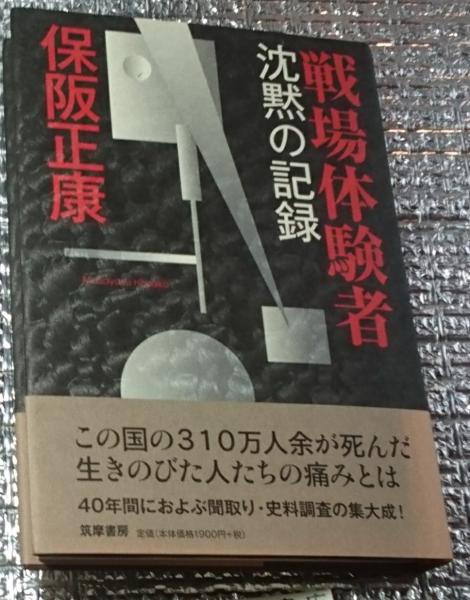 戦場体験者
沈黙の記録
保阪正康
Masayasu Hosaka
この国の310万人余が死んだ
生きのびた人たちの痛みとは
40年間におよぶ聞取り・史料調査の集大成!
筑摩書房 定価(本体価格1900円+税)